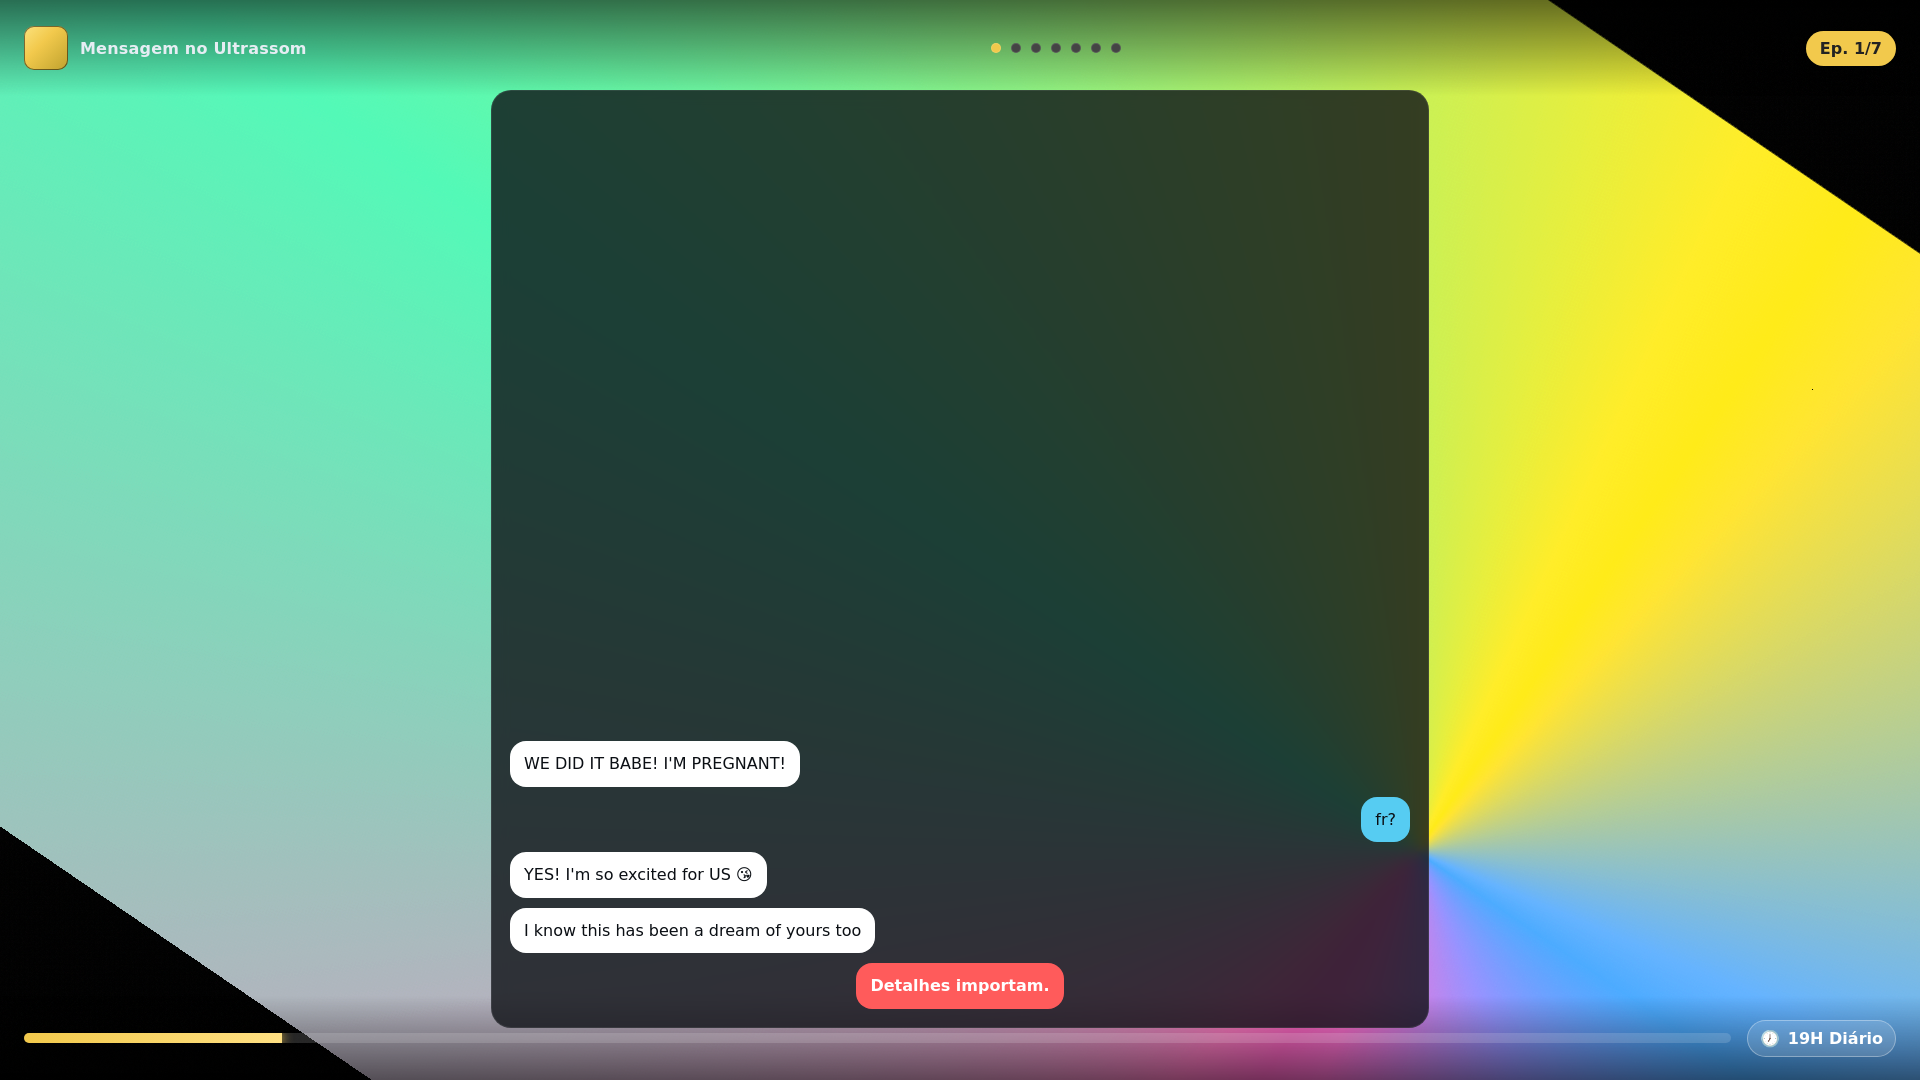 Mensagem no Ultrassom
Ep. 1/7
WE DID IT BABE! I'M PREGNANT!
fr?
YES! I'm so excited for US 😘
I know this has been a dream of yours too
Detalhes importam.
🕖 19H Diário